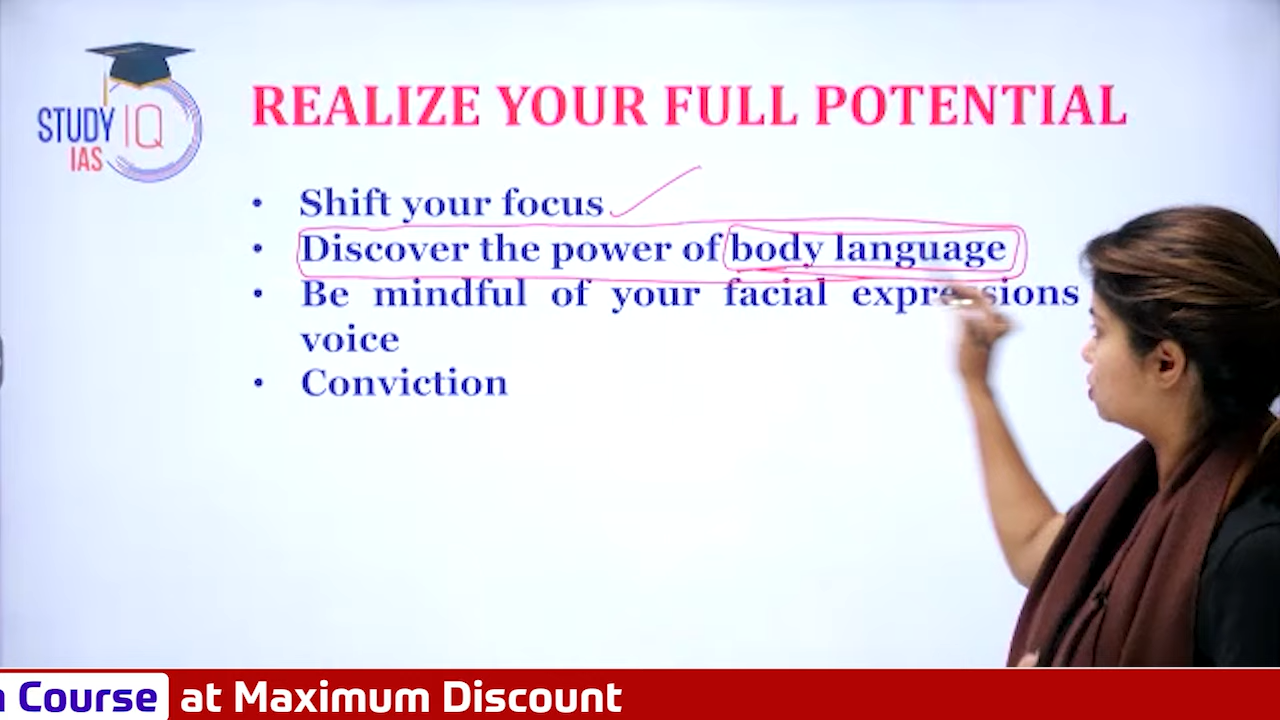 STUDY IQ
IAS
REALIZE YOUR FULL POTENTIAL
• Shift your focus
• Discover the power of body language
• Be mindful of your facial expressions
voice
• Conviction
Course at Maximum Discount